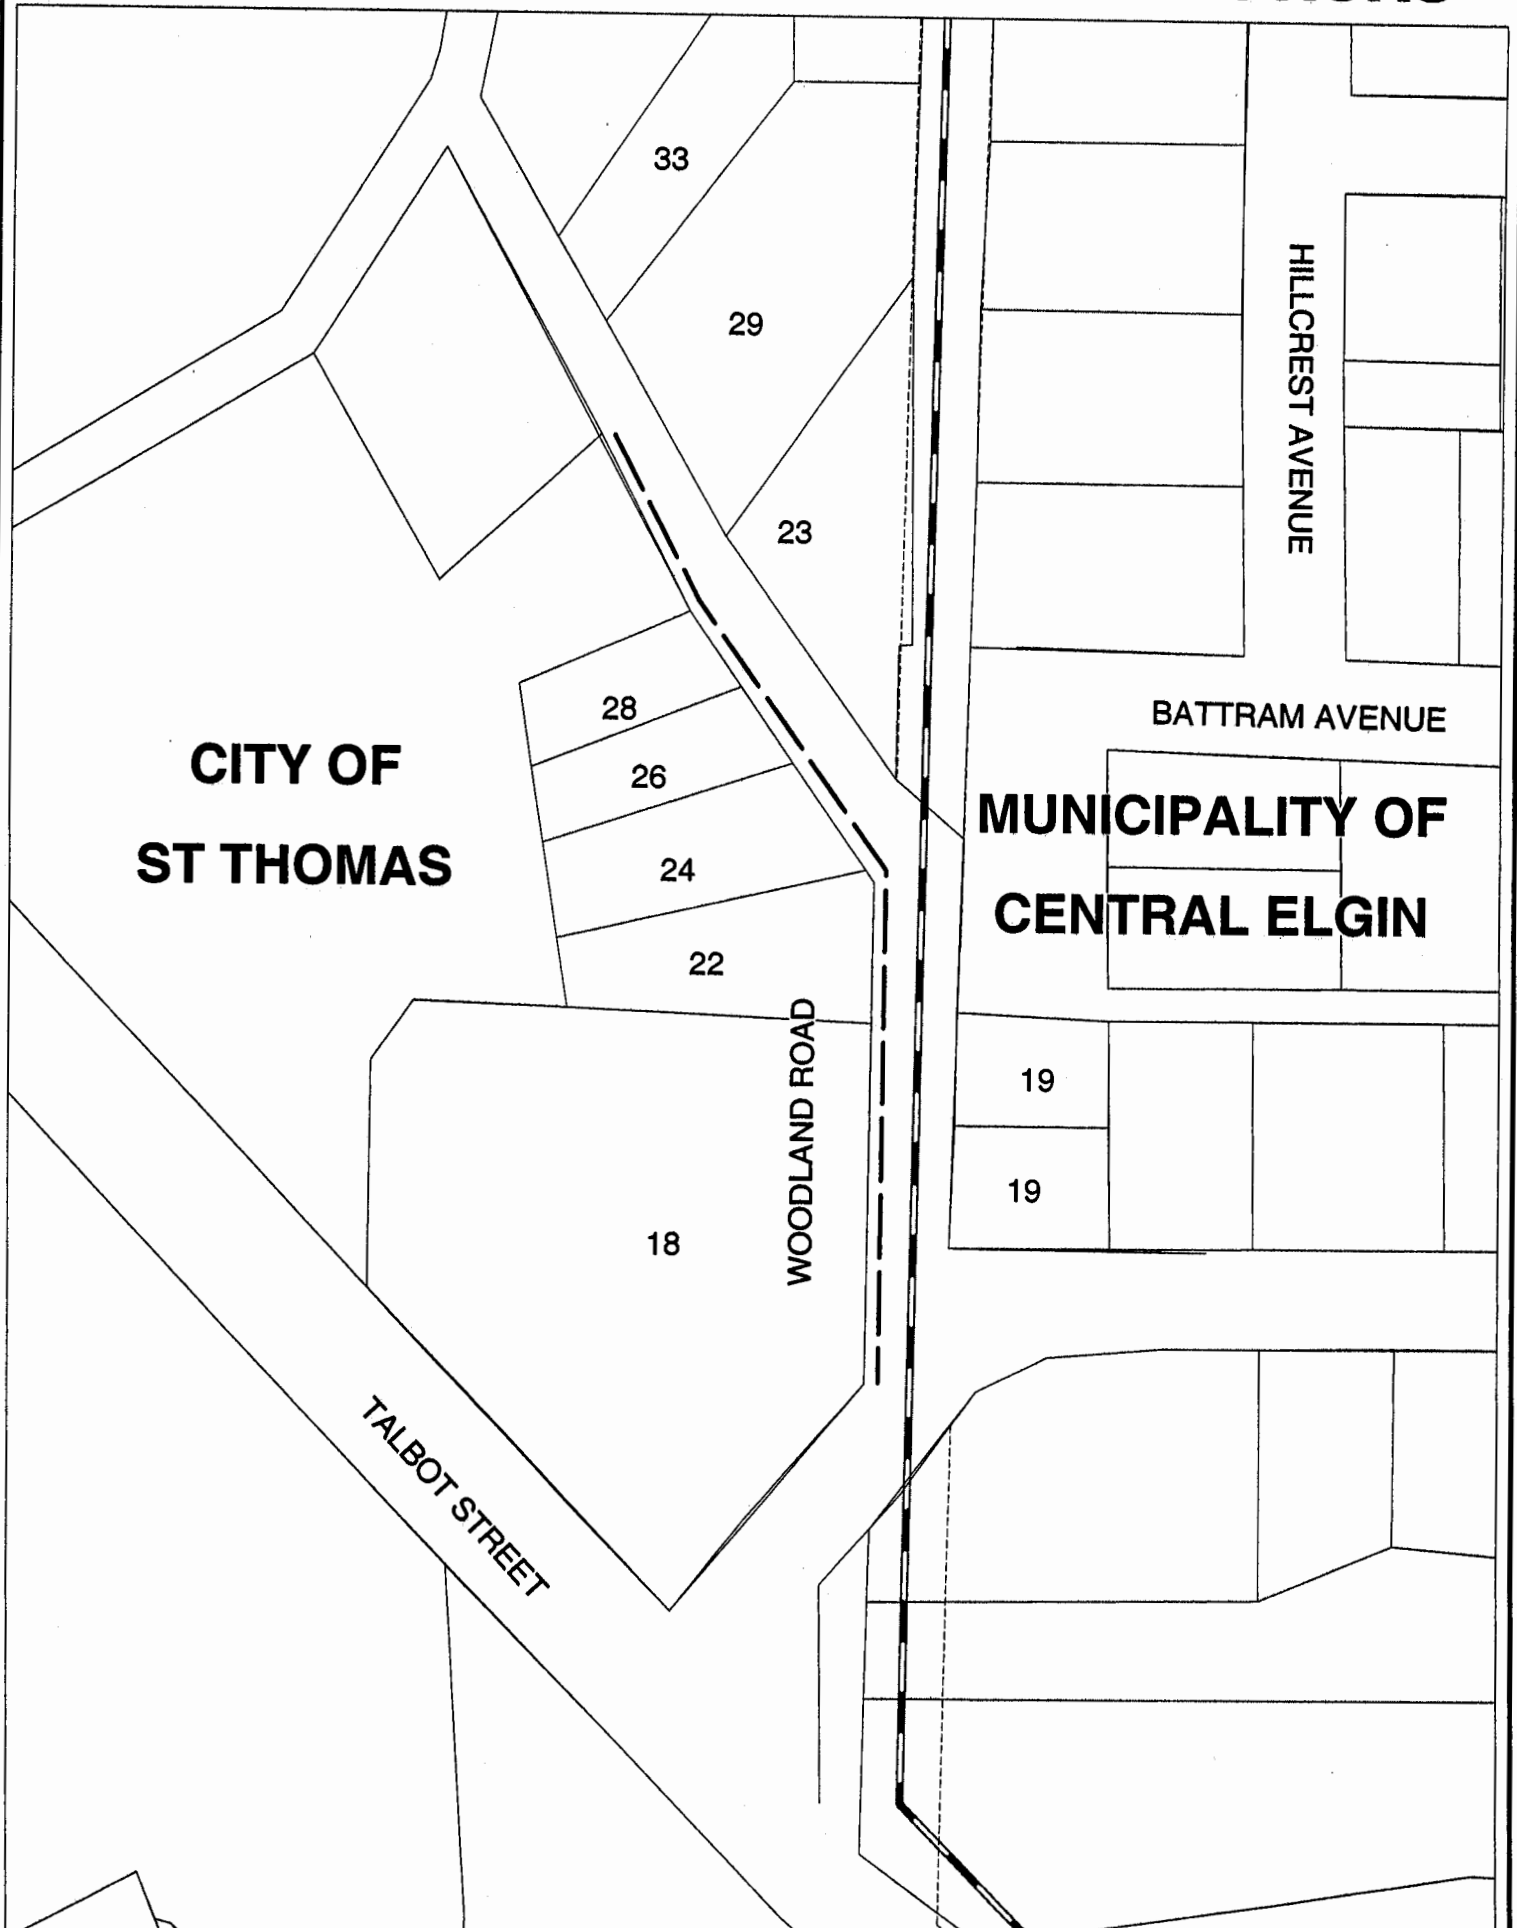 33
29
HILLCREST AVENUE
23
28
BATTRAM AVENUE
CITY OF
ST THOMAS
26
MUNICIPALITY OF
CENTRAL ELGIN
24
22
WOODLAND ROAD
19
19
18
TALBOT STREET